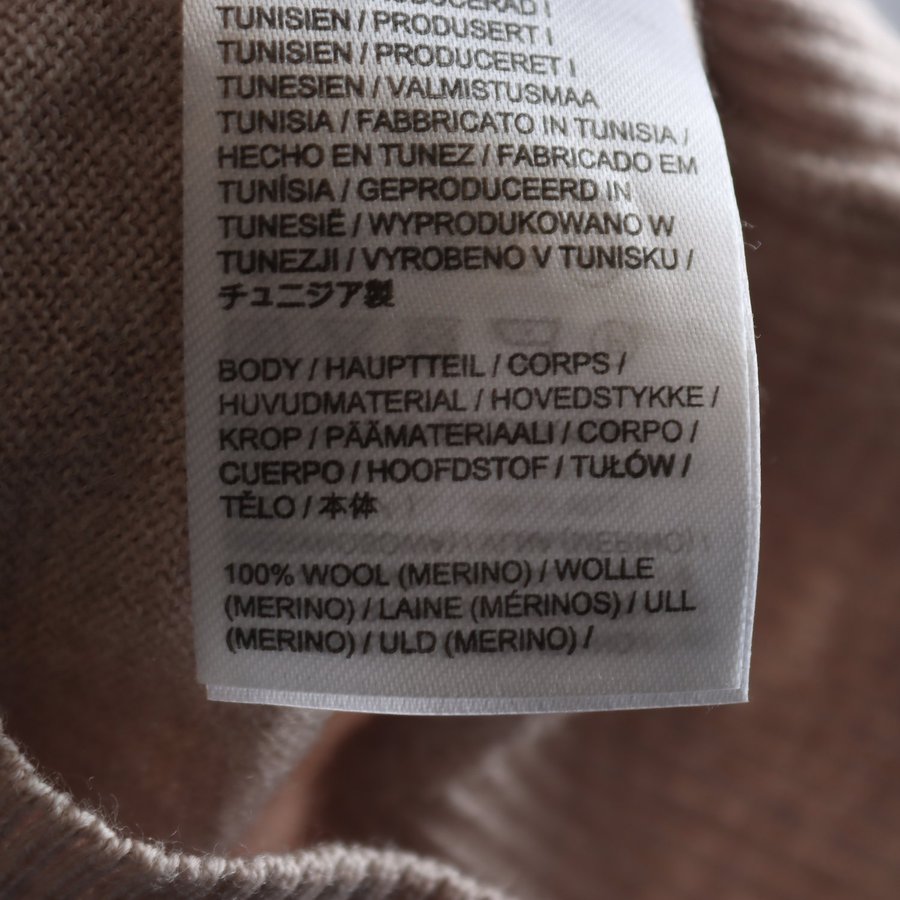 PRODUCERAD I
TUNISIEN / PRODUSERT I
TUNISIEN / PRODUCERET I
TUNESIEN / VALMISTUSMAA
TUNISIA / FABBRICATO IN TUNISIA /
HECHO EN TUNEZ / FABRICADO EM
TUNÍSIA / GEPRODUCEERD IN
TUNESIË / WYPRODUKOWANO W
TUNEZJI / VYROBENO V TUNISKU /
チュニジア製
BODY / HAUPTTEIL / CORPS /
HUVUDMATERIAL / HOVEDSTYKKE /
KROP / PÄÄMATERIAALI / CORPO /
CUERPO / HOOFDSTOF / TUŁÓW /
TĚLO / 本体
100% WOOL (MERINO) / WOLLE
(MERINO) / LAINE (MÉRINOS) / ULL
(MERINO) / ULD (MERINO) /